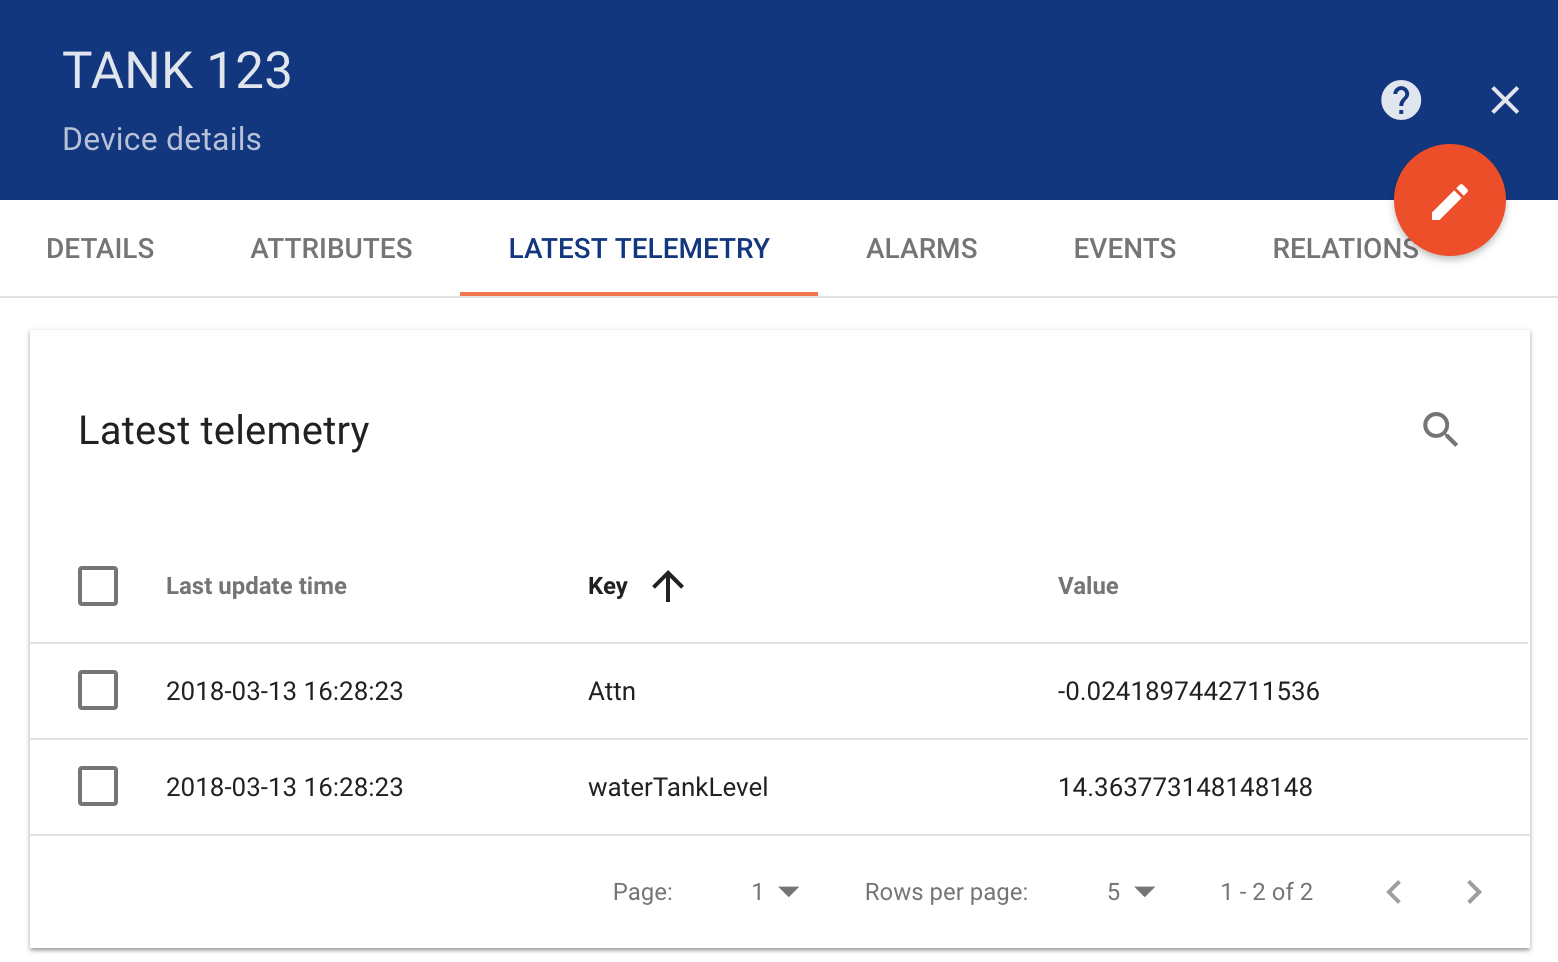 TANK 123
Device details
DETAILS ATTRIBUTES LATEST TELEMETRY ALARMS EVENTS RELATIONS
Latest telemetry
Last update time Key Value
2018-03-13 16:28:23 Attn -0.0241897442711536
2018-03-13 16:28:23 waterTankLevel 14.363773148148148
Page: 1 Rows per page: 5 1 - 2 of 2